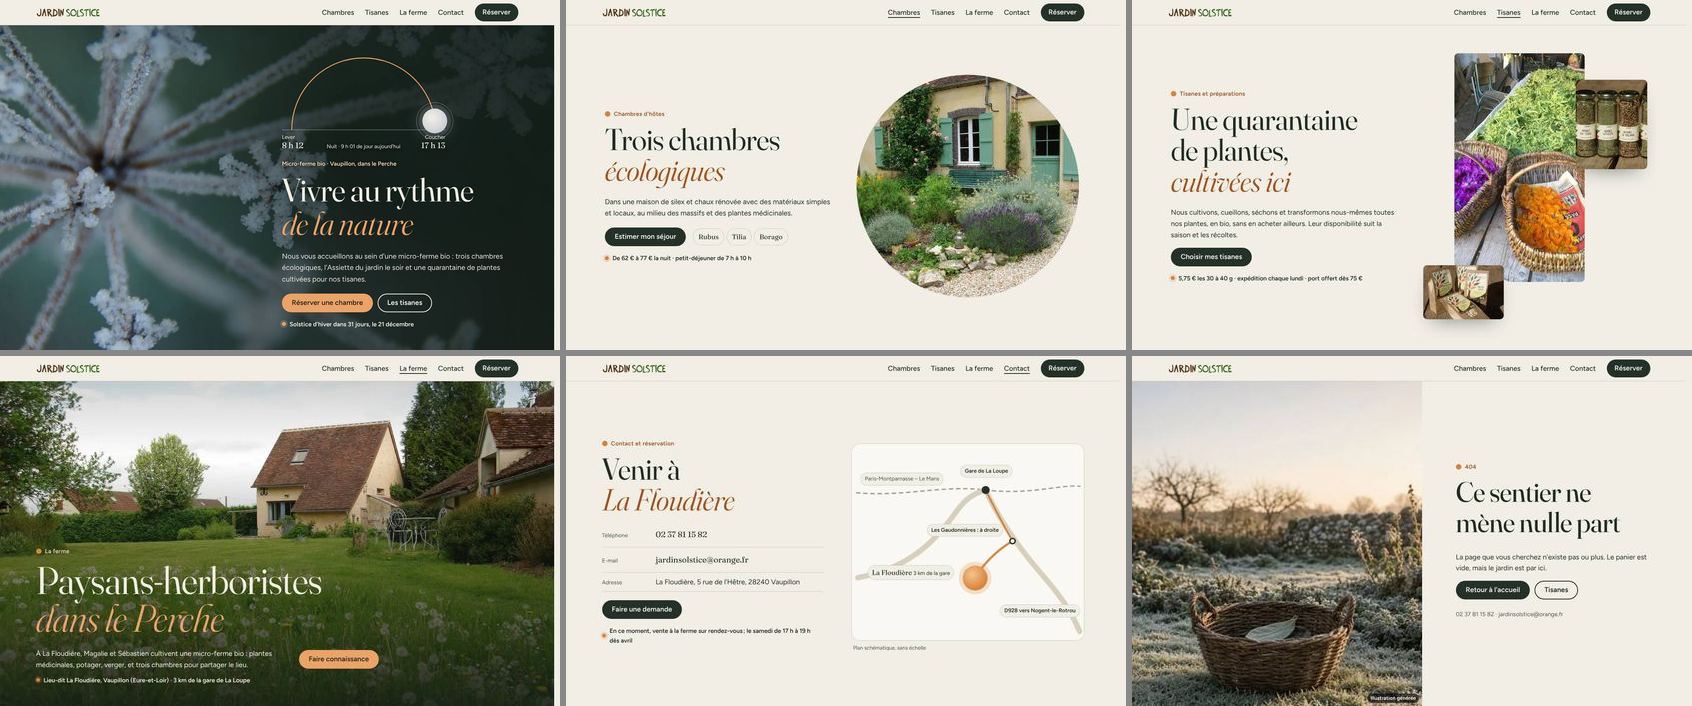 JARDIN SOLSTICE
Chambres Tisanes La ferme Contact Réserver
Lever
8 h 12
Nuit · 9 h 01 de jour aujourd'hui
Coucher
17 h 13
Micro-ferme bio · Vaupillon, dans le Perche
Vivre au rythme
de la nature
Nous vous accueillons au sein d'une micro-ferme bio : trois chambres
écologiques, l'Assiette du jardin le soir et une quarantaine de plantes
cultivées pour nos tisanes.
Réserver une chambre Les tisanes
Solstice d'hiver dans 31 jours, le 21 décembre
JARDIN SOLSTICE
Chambres Tisanes La ferme Contact Réserver
Chambres d'hôtes
Trois chambres
écologiques
Dans une maison de silex et chaux rénovée avec des matériaux simples
et locaux, au milieu des massifs et des plantes médicinales.
Estimer mon séjour Rubus Tilia Borago
De 62 € à 77 € la nuit · petit-déjeuner de 7 h à 10 h
JARDIN SOLSTICE
Chambres Tisanes La ferme Contact Réserver
Tisanes et préparations
Une quarantaine
de plantes,
cultivées ici
Nous cultivons, cueillons, séchons et transformons nous-mêmes toutes
nos plantes, en bio, sans en acheter ailleurs. Leur disponibilité suit la
saison et les récoltes.
Choisir mes tisanes
5,75 € les 30 à 40 g · expédition chaque lundi · port offert dès 75 €
JARDIN SOLSTICE
Chambres Tisanes La ferme Contact Réserver
La ferme
Paysans-herboristes
dans le Perche
À La Floudière, Magalie et Sébastien cultivent une micro-ferme bio : plantes
médicinales, potager, verger, et trois chambres pour partager le lieu.
Faire connaissance
Lieu-dit La Floudière, Vaupillon (Eure-et-Loir) · 3 km de la gare de La Loupe
JARDIN SOLSTICE
Chambres Tisanes La ferme Contact Réserver
Contact et réservation
Venir à
La Floudière
Téléphone 02 37 81 15 82
E-mail jardinsolstice@orange.fr
Adresse La Floudière, 5 rue de l'Hêtre, 28240 Vaupillon
Faire une demande
En ce moment, vente à la ferme sur rendez-vous ; le samedi de 17 h à 19 h
dès avril
Gare de La Loupe
Paris-Montparnasse – Le Mans
Les Gaudonnières : à droite
La Floudière 3 km de la gare
D928 vers Nogent-le-Rotrou
Plan schématique, sans échelle
JARDIN SOLSTICE
Chambres Tisanes La ferme Contact Réserver
404
Ce sentier ne
mène nulle part
La page que vous cherchez n'existe pas ou plus. Le panier est
vide, mais le jardin est par ici.
Retour à l'accueil Tisanes
02 37 81 15 82 · jardinsolstice@orange.fr
Illustration générée